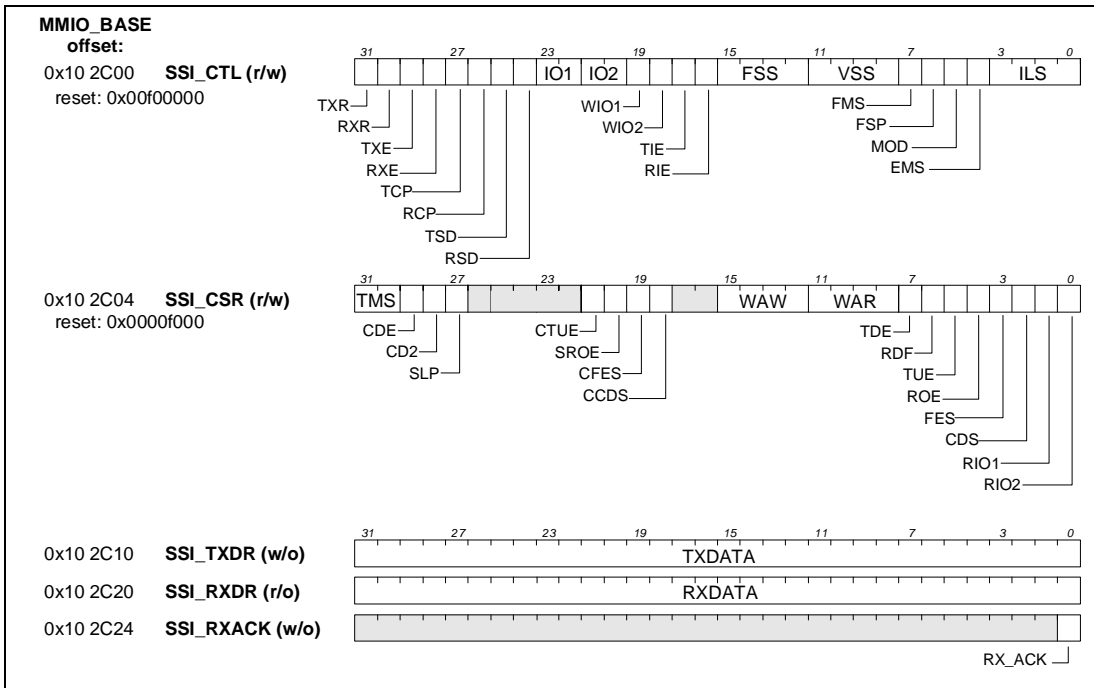 MMIO_BASE
offset:
31 27 23 19 15 11 7 3 0
0x10 2C00 SSI_CTL (r/w) IO1 IO2 FSS VSS ILS
reset: 0x00f00000
TXR WIO1 FMS
RXR WIO2 FSP
TXE TIE MOD
RXE RIE EMS
TCP
RCP
TSD
RSD
31 27 23 19 15 11 7 3 0
0x10 2C04 SSI_CSR (r/w) TMS WAW WAR
reset: 0x0000f000
CDE CTUE TDE
CD2 SROE RDF
SLP CFES TUE
CCDS ROE
FES
CDS
RIO1
RIO2
31 27 23 19 15 11 7 3 0
0x10 2C10 SSI_TXDR (w/o) TXDATA
0x10 2C20 SSI_RXDR (r/o) RXDATA
0x10 2C24 SSI_RXACK (w/o)
RX_ACK